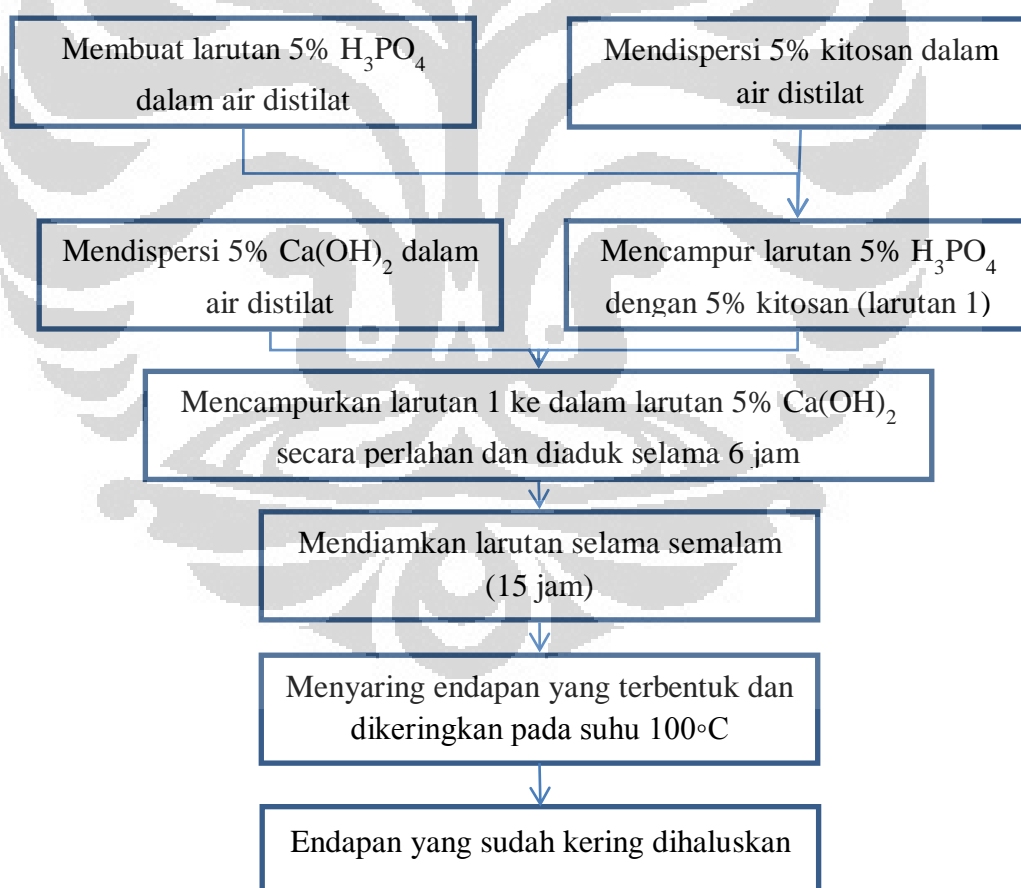 Membuat larutan 5% H₃PO₄
dalam air distilat
Mendispersi 5% kitosan dalam
air distilat
Mendispersi 5% Ca(OH)₂ dalam
air distilat
Mencampur larutan 5% H₃PO₄
dengan 5% kitosan (larutan 1)
Mencampurkan larutan 1 ke dalam larutan 5% Ca(OH)₂
secara perlahan dan diaduk selama 6 jam
Mendiamkan larutan selama semalam
(15 jam)
Menyaring endapan yang terbentuk dan
dikeringkan pada suhu 100◦C
Endapan yang sudah kering dihaluskan